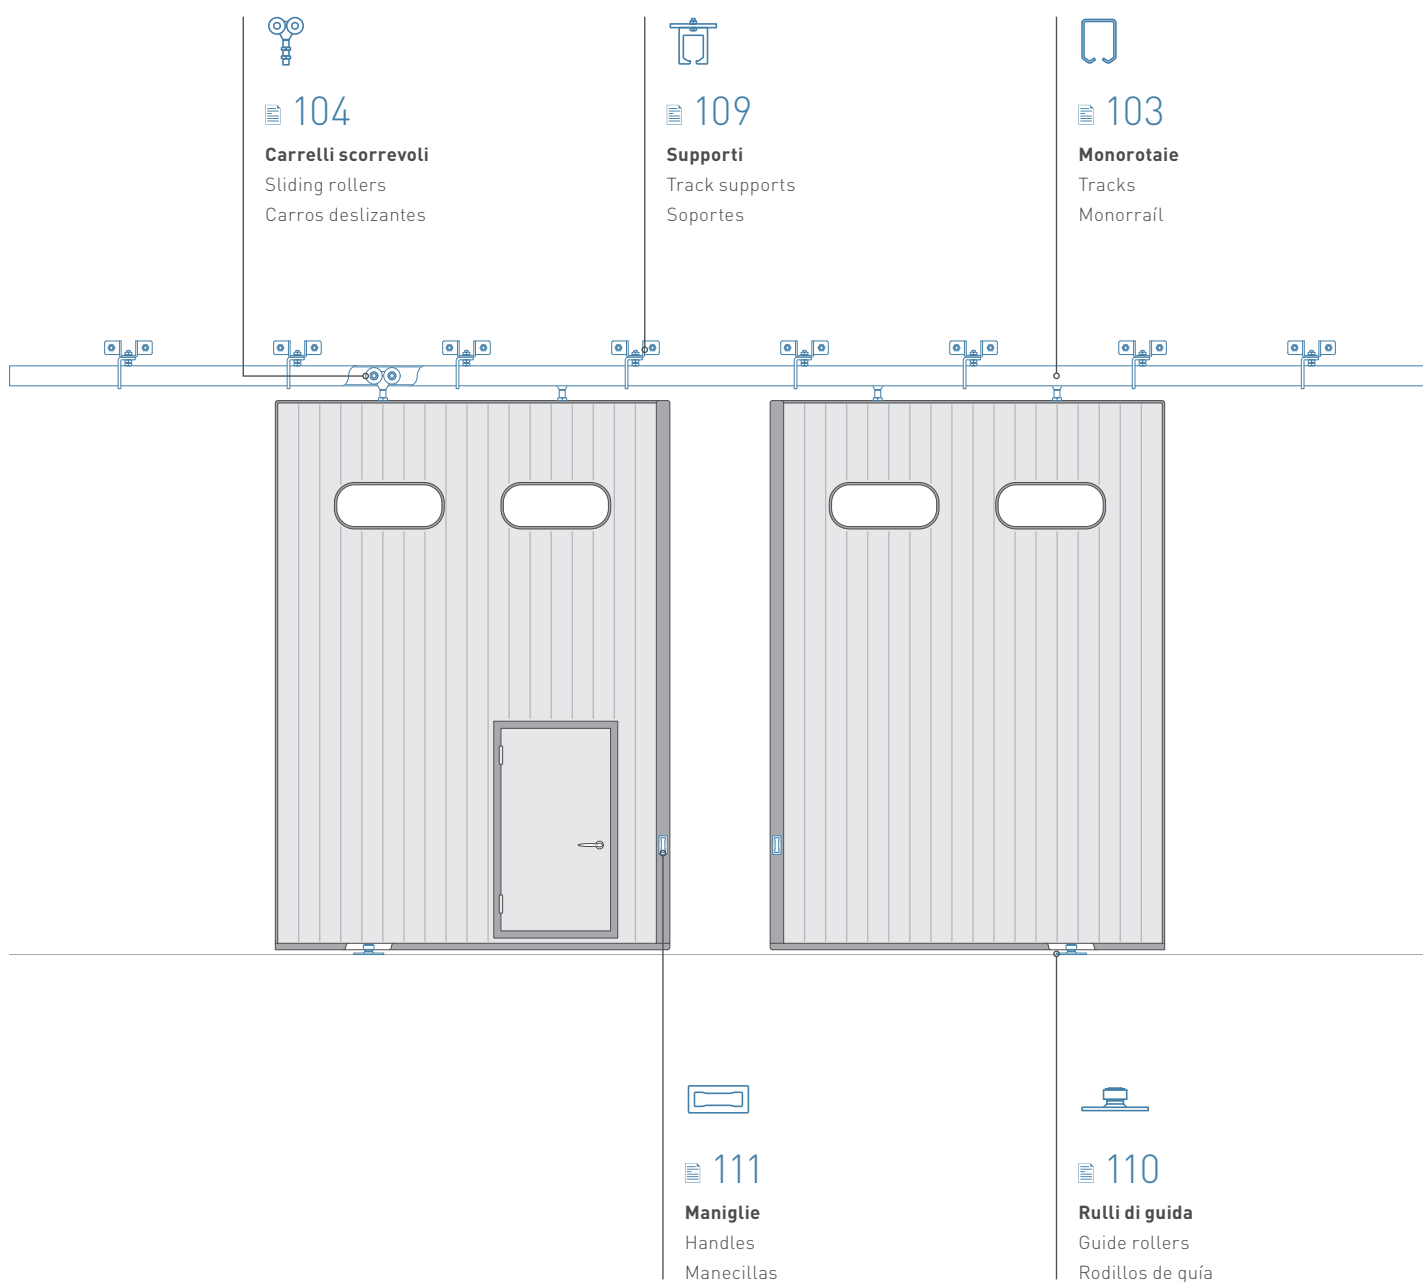 104
Carrelli scorrevoli
Sliding rollers
Carros deslizantes
109
Supporti
Track supports
Soportes
103
Monorotaie
Tracks
Monorraíl
111
Maniglie
Handles
Manecillas
110
Rulli di guida
Guide rollers
Rodillos de guía